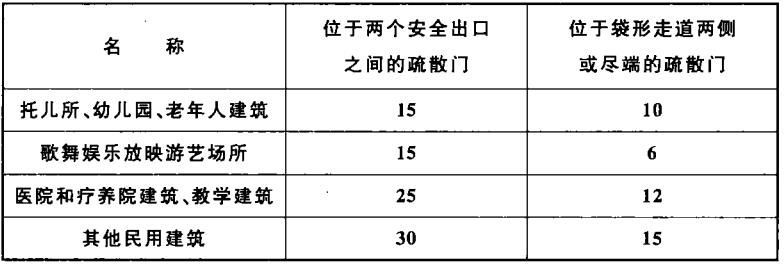 名 称
位于两个安全出口
之间的疏散门
位于袋形走道两侧
或尽端的疏散门
托儿所、幼儿园、老年人建筑
15
10
歌舞娱乐放映游艺场所
15
6
医院和疗养院建筑、教学建筑
25
12
其他民用建筑
30
15